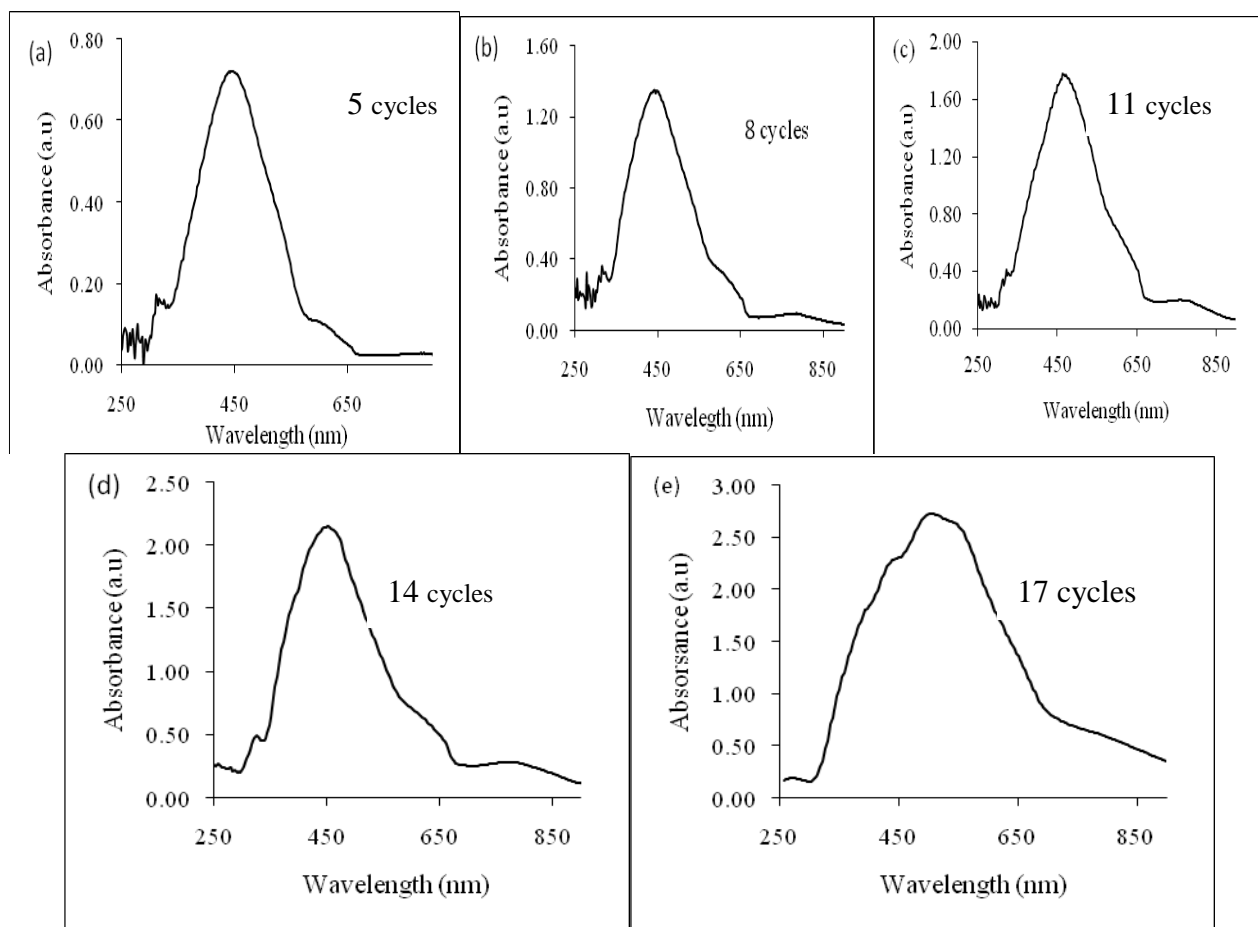 (a)
0.80
0.60
0.40
0.20
0.00
Absorbance (a.u)
5 cycles
250 450 650
Wavelength (nm)
(b)
1.60
1.20
0.80
0.40
0.00
Absorbance (a.u)
8 cycles
250 450 650 850
Wavelegth (nm)
(c)
2.00
1.60
1.20
0.80
0.40
0.00
Absorbance (a.u)
11 cycles
250 450 650 850
Wavelength (nm)
(d)
2.50
2.00
1.50
1.00
0.50
0.00
Absorbance (a.u)
14 cycles
250 450 650 850
Wavelength (nm)
(e)
3.00
2.50
2.00
1.50
1.00
0.50
0.00
Absorsance (a.u)
17 cycles
250 450 650 850
Wavelength (nm)